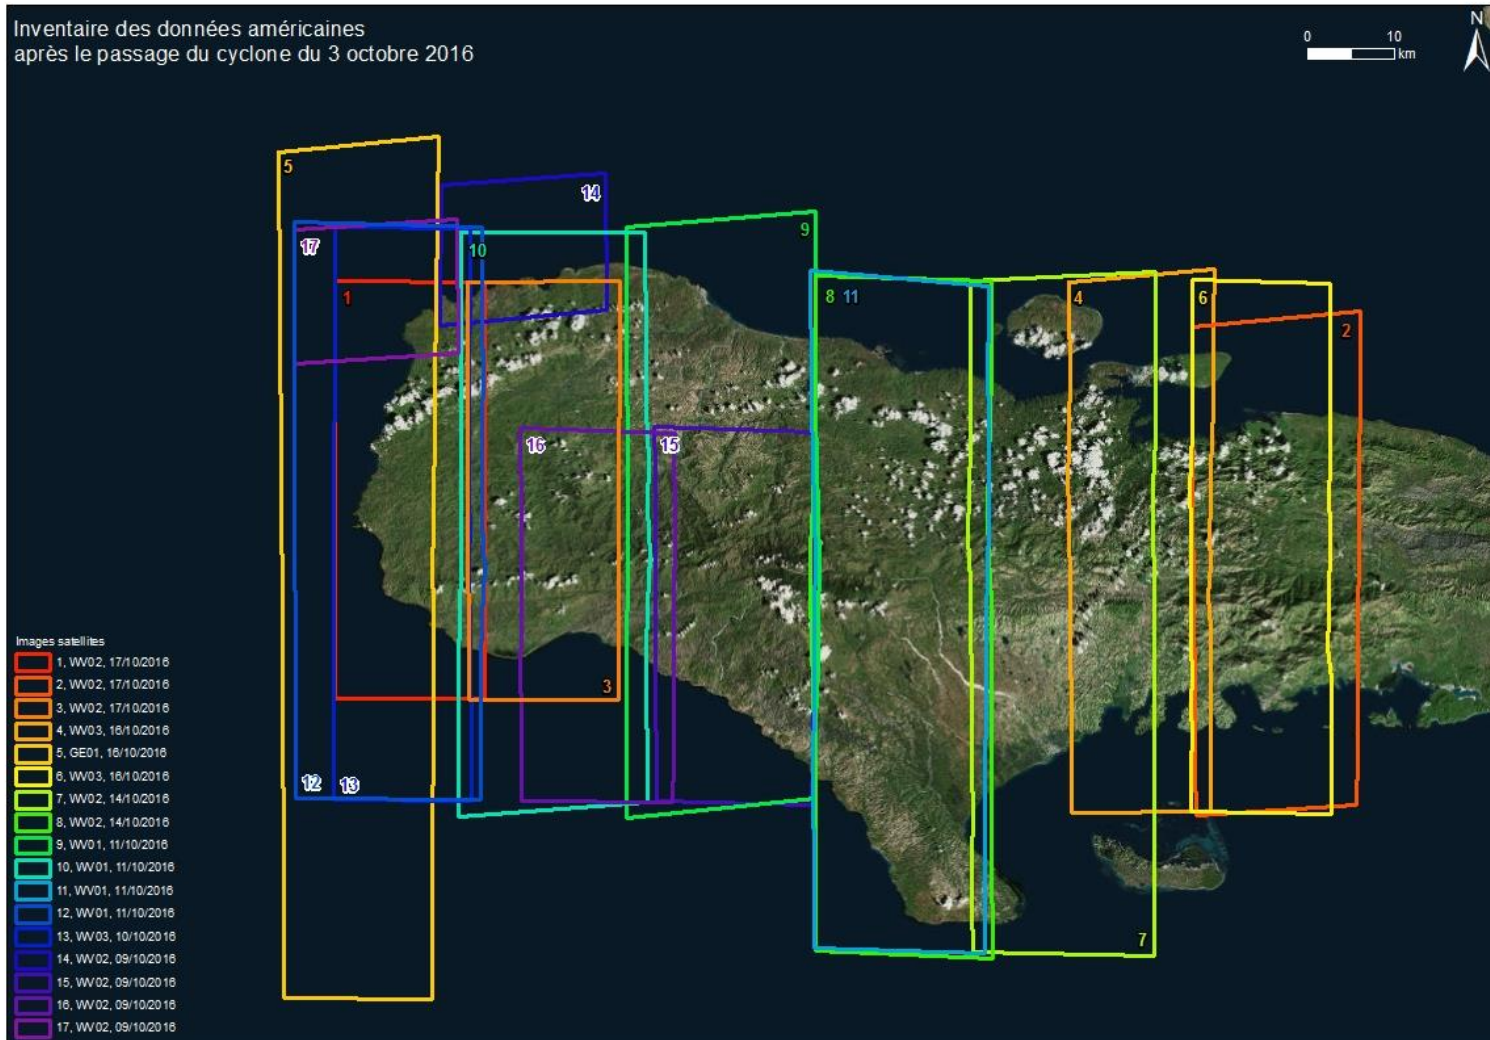 Inventaire des données américaines
après le passage du cyclone du 3 octobre 2016
N
0 10
km
5
14
17
10
9
1
8 11
4
6
2
16
15
3
12 13
7
Images satellites
1, WV02, 17/10/2016
2, WV02, 17/10/2016
3, WV02, 17/10/2016
4, WV03, 16/10/2016
5, GE01, 16/10/2016
6, WV03, 16/10/2016
7, WV02, 14/10/2016
8, WV02, 14/10/2016
9, WV01, 11/10/2016
10, WV01, 11/10/2016
11, WV01, 11/10/2016
12, WV01, 11/10/2016
13, WV03, 10/10/2016
14, WV02, 09/10/2016
15, WV02, 09/10/2016
16, WV02, 09/10/2016
17, WV02, 09/10/2016